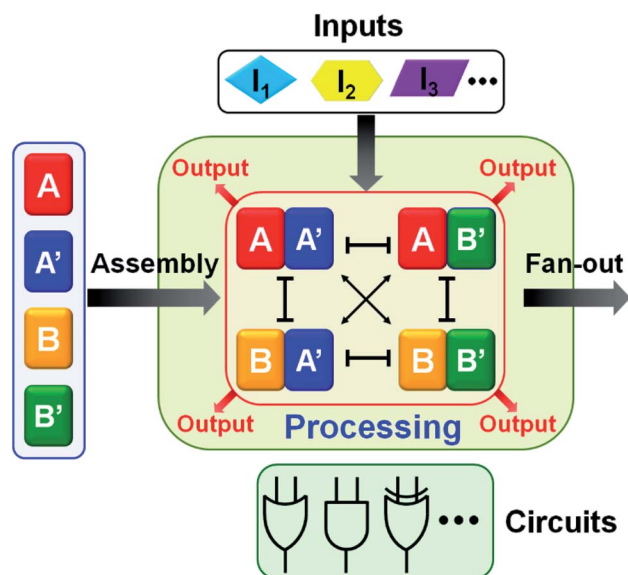 Inputs
I1 I2 I3 •••
A
A'
B
B'
Assembly
Output Output
A A' A B'
B A' B B'
Output Output
Processing
Fan-out
••• Circuits